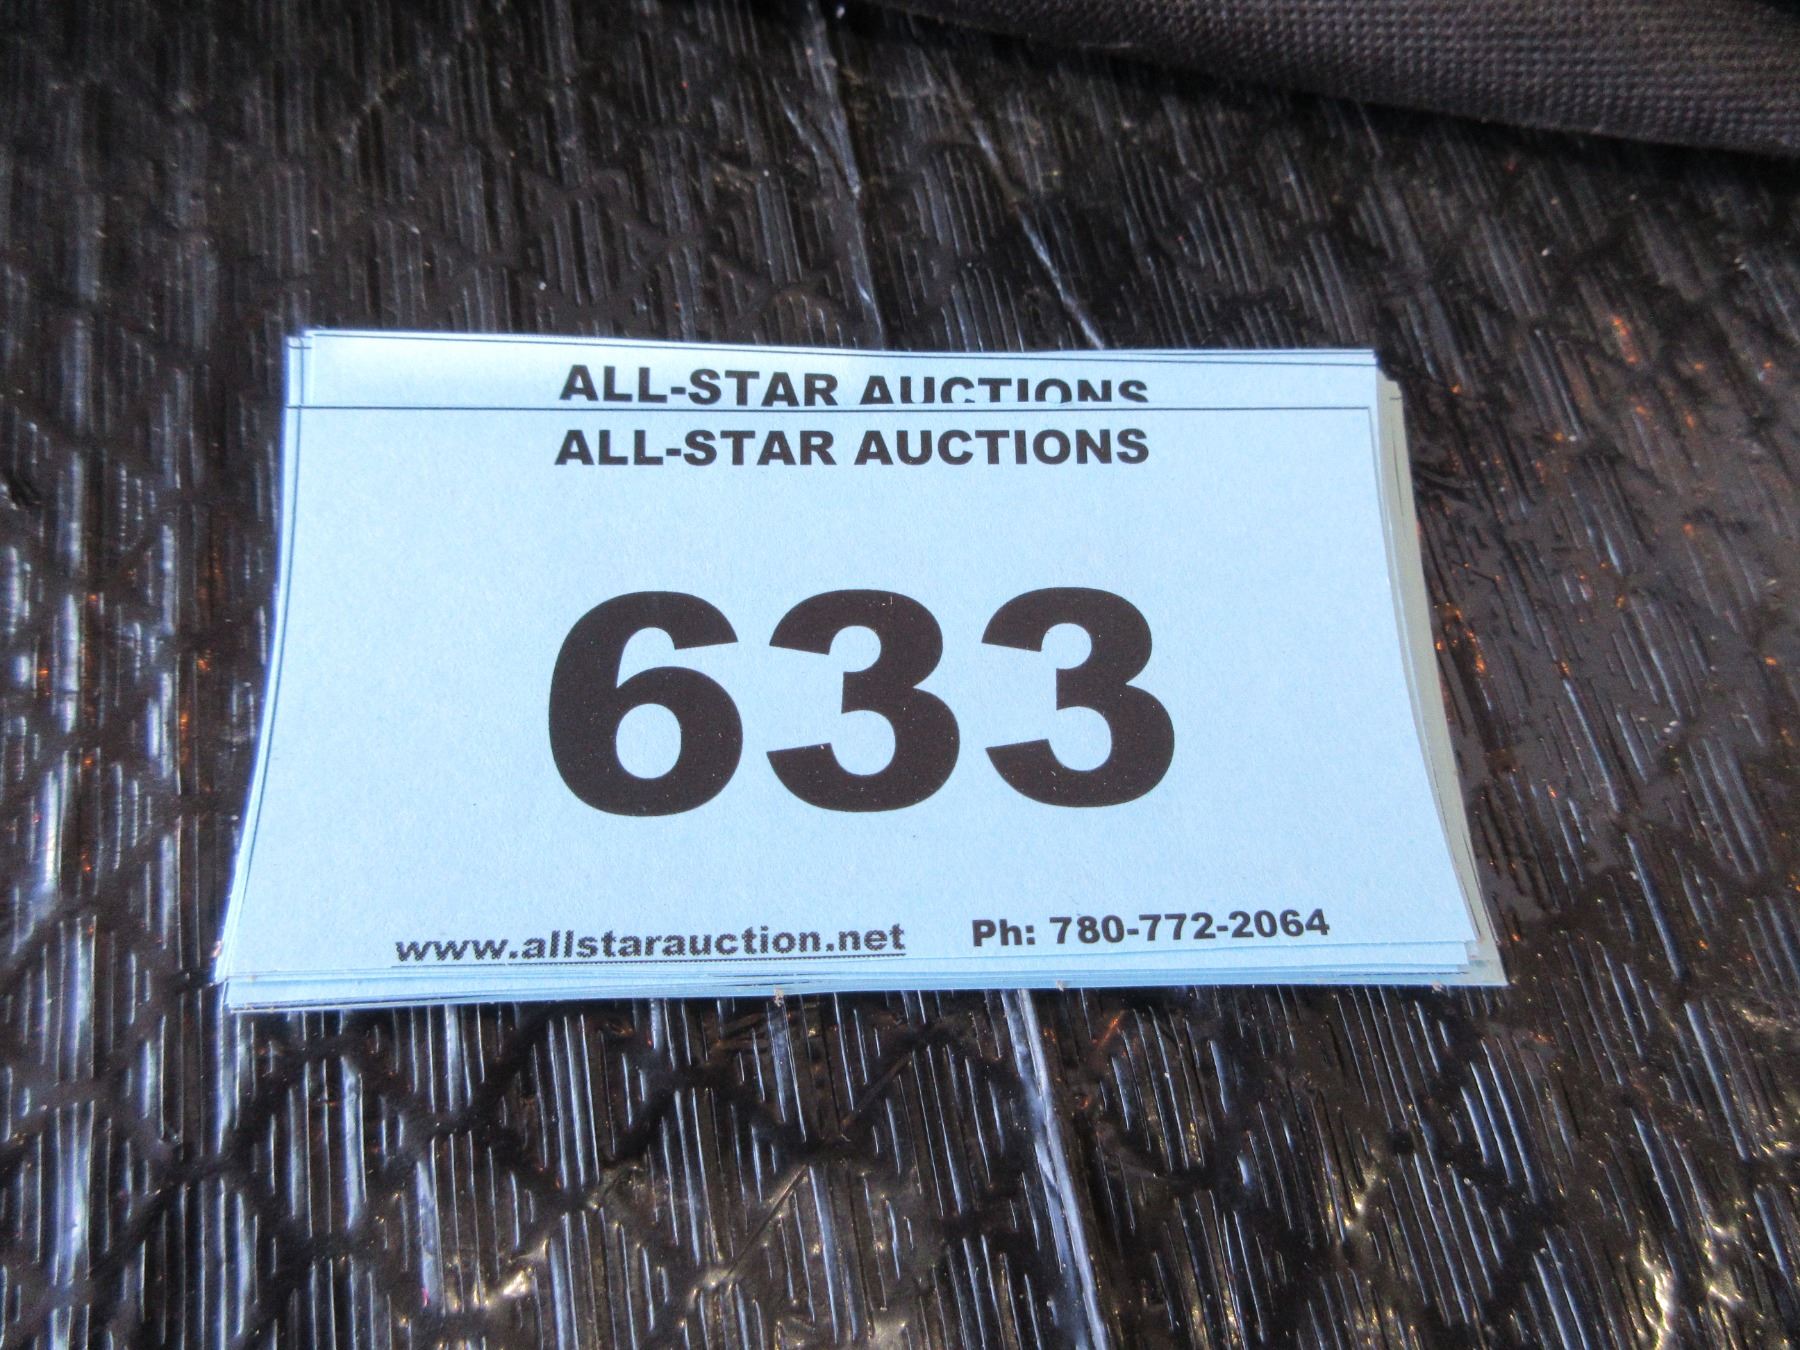 ALL-STAR AUCTIONS
ALL-STAR AUCTIONS
633
www.allstarauction.net Ph: 780-772-2064